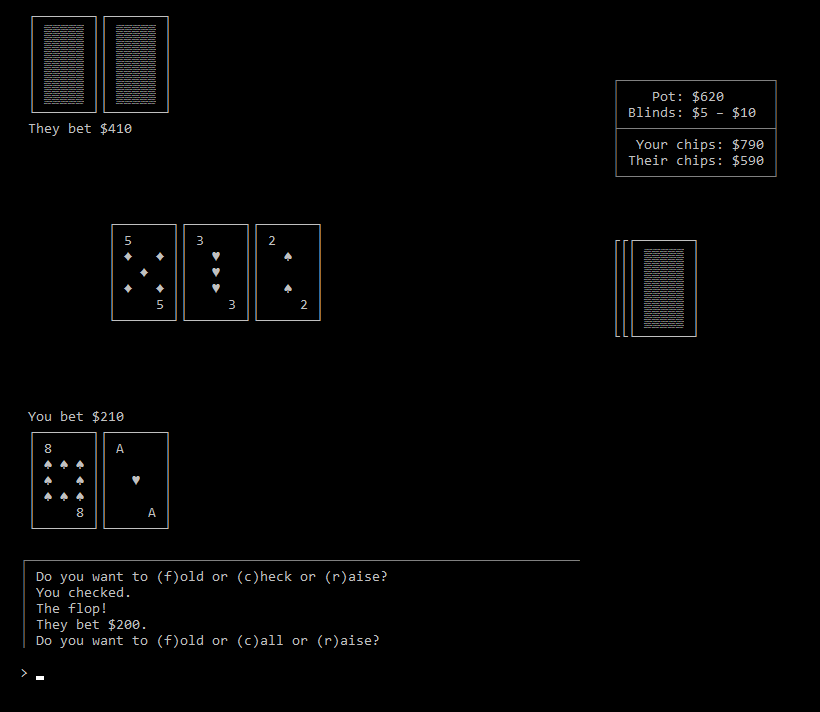 They bet $410
Pot: $620
Blinds: $5 – $10
Your chips: $790
Their chips: $590
5
♦ ♦
♦
♦ ♦
5
3
♥
♥
♥
3
2
♠
♠
2
You bet $210
8
♠ ♠ ♠
♠ ♠
♠ ♠ ♠
8
A
♥
A
Do you want to (f)old or (c)heck or (r)aise?
You checked.
The flop!
They bet $200.
Do you want to (f)old or (c)all or (r)aise?
>